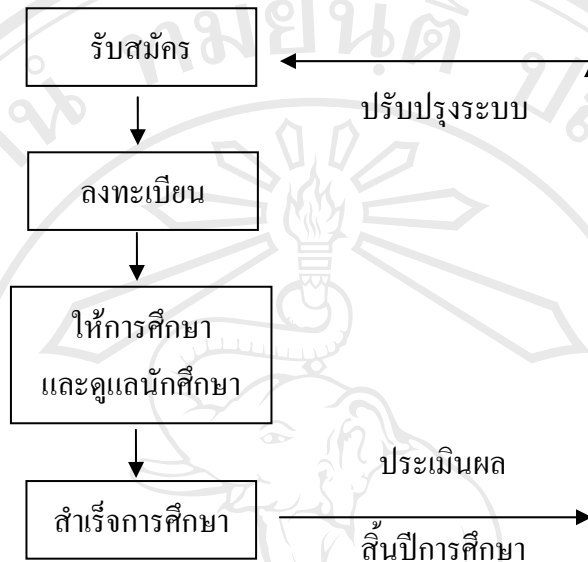 รับสมัคร
ปรับปรุงระบบ
ลงทะเบียน
ให้การศึกษา
และดูแลนักศึกษา
ประเมินผล
สำเร็จการศึกษา
สิ้นปีการศึกษา